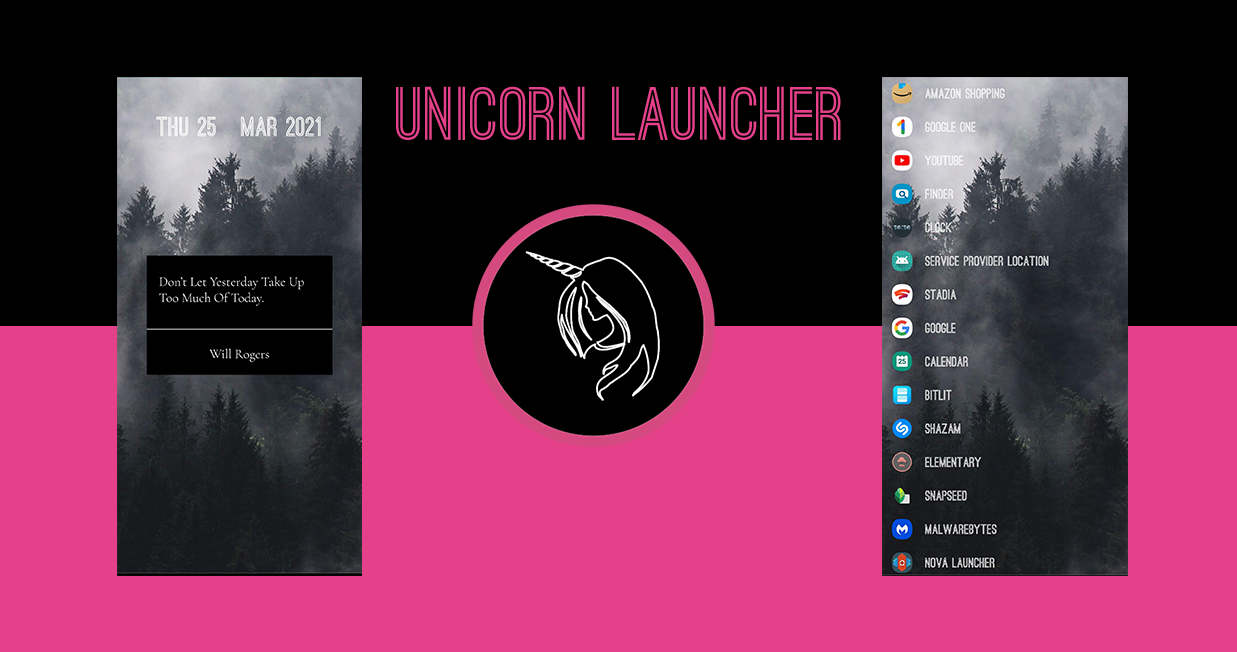 UNICORN LAUNCHER
THU 25 MAR 2021
Don't Let Yesterday Take Up
Too Much Of Today.
Will Rogers
AMAZON SHOPPING
GOOGLE ONE
YOUTUBE
FINDER
CLOCK
SERVICE PROVIDER LOCATION
STADIA
GOOGLE
CALENDAR
BITLIT
SHAZAM
ELEMENTARY
SNAPSEED
MALWAREBYTES
NOVA LAUNCHER